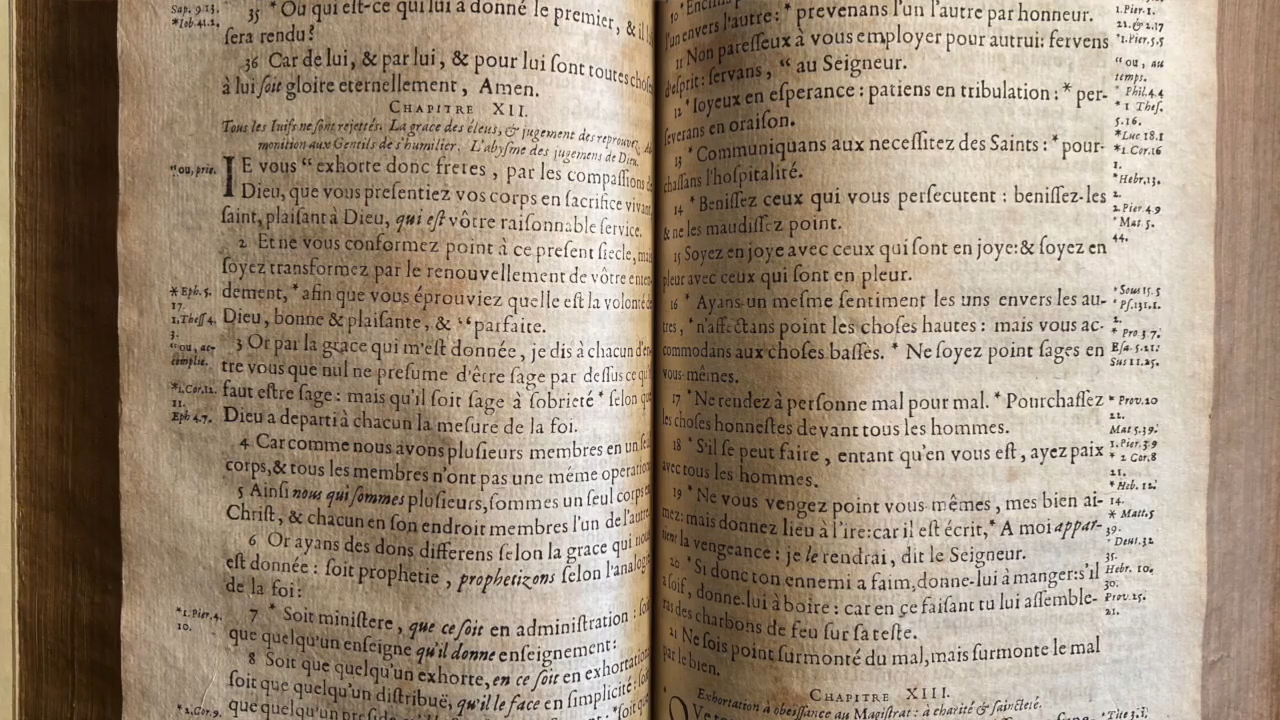 Sap. 9.13.
*Iob.41.2.
35 * Ou qui est-ce qui lui a donné le premier, & il lui
sera rendu?
36 Car de lui, & par lui, & pour lui sont toutes choses
à lui soit gloire eternellement, Amen.
CHAPITRE XII.
Tous les Iuifs ne sont rejettés. La grace des éleus, & jugement des reprouvez. Ad
monition aux Gentils de s'humilier. L'abysme des jugemens de Dieu.
“ou, prie.
IE vous “ exhorte donc freres, par les compassions de
Dieu, que vous presentiez vos corps en sacrifice vivant,
saint, plaisant à Dieu, qui est vôtre raisonnable service.
2 Et ne vous conformez point à ce present siecle, mais
soyez transformez par le renouvellement de vôtre enten-
* Eph. 5.
17.
dement, * afin que vous éprouviez quelle est la volonté de
1. Thess 4.
3.
Dieu, bonne & plaisante, & “ parfaite.
“ou, ac-
complie.
3 Or par la grace qui m'est donnée, je dis à chacun d'en-
tre vous que nul ne presume d'être sage par dessus ce qu'il
*1.Cor.12.
11.
faut estre sage: mais qu'il soit sage à sobrieté * selon que
Eph 4.7.
Dieu a departi à chacun la mesure de la foi.
4 Car comme nous avons plusieurs membres en un seul
corps, & tous les membres n'ont pas une méme operation
5 Ainsi nous qui sommes plusieurs, sommes un seul corps en
Christ, & chacun en son endroit membres l'un de l'autre.
6 Or ayans des dons differens selon la grace qui nous
est donnée: soit prophetie, prophetizons selon l'analogie
de la foi:
*1. Pier. 4.
10.
7 * Soit ministere, que ce soit en administration: soit
que quelqu'un enseigne qu'il donne enseignement:
8 Soit que quelqu'un exhorte, en ce soit en exhortation
soit que quelqu'un distribuë, qu'il le face en simplicité: soit
*2.Cor.9.
que quelqu'un preside *soit que
10
l'un envers l'autre: * prevenans l'un l'autre par honneur.
11 Non paresseux à vous employer pour autrui: fervens
d'esprit: servans, “ au Seigneur.
12 * Ioyeux en esperance: patiens en tribulation: * per-
severans en oraison.
13 * Communiquans aux necessitez des Saints: * pour-
chassans l'hospitalité.
14 * Benissez ceux qui vous persecutent: benissez-les
& ne les maudissez point.
15 Soyez en joye avec ceux qui sont en joye: & soyez en
pleur avec ceux qui sont en pleur.
16 * Ayans un mesme sentiment les uns envers les au-
tres, * n'affectans point les choses hautes: mais vous ac-
commodans aux choses basses. * Ne soyez point sages en
vous-mêmes.
17 * Ne rendez à personne mal pour mal. * Pourchassez
les choses honnestes devant tous les hommes.
18 * S'il se peut faire, entant qu'en vous est, ayez paix
avec tous les hommes.
19 * Ne vous vengez point vous-mêmes, mes bien ai-
mez: mais donnez lieu à l'ire: car il est écrit, * A moi appar-
tient la vengeance: je le rendrai, dit le Seigneur.
20 * Si donc ton ennemi a faim, donne-lui à manger: s'il
a soif, donne-lui à boire: car en ce faisant tu lui assemble-
ras des charbons de feu sur sa teste.
21 Ne sois point surmonté du mal, mais surmonte le mal
par le bien.
CHAPITRE XIII.
Exhortation à obeissance au Magistrat: à charité & saincteté.
1.Pier.1.
21.& 2.17
*1.Pier.5.5
“ou, au
temps.
* Phil.4.4
* 1 Thes.
5.16.
*Luc 18.1
*1.Cor.16
1.
*Hebr.13.
2.
1.Pier.4.9
*Mat.5.
44.
*Sous 15.5
* Ps.131.1.
2.
* Pro 3.7.
Esa 5.21:
Sus 11.25.
* Prov.20
22.
Mat 5.39.
1.Pier.3 9
* 2 Cor.8
21.
* Heb. 12.
14.
* Matt.5
39.
*Deut.32
35.
Hebr. 10.
30.
Prov.25.
21.
*Tite 3.1.